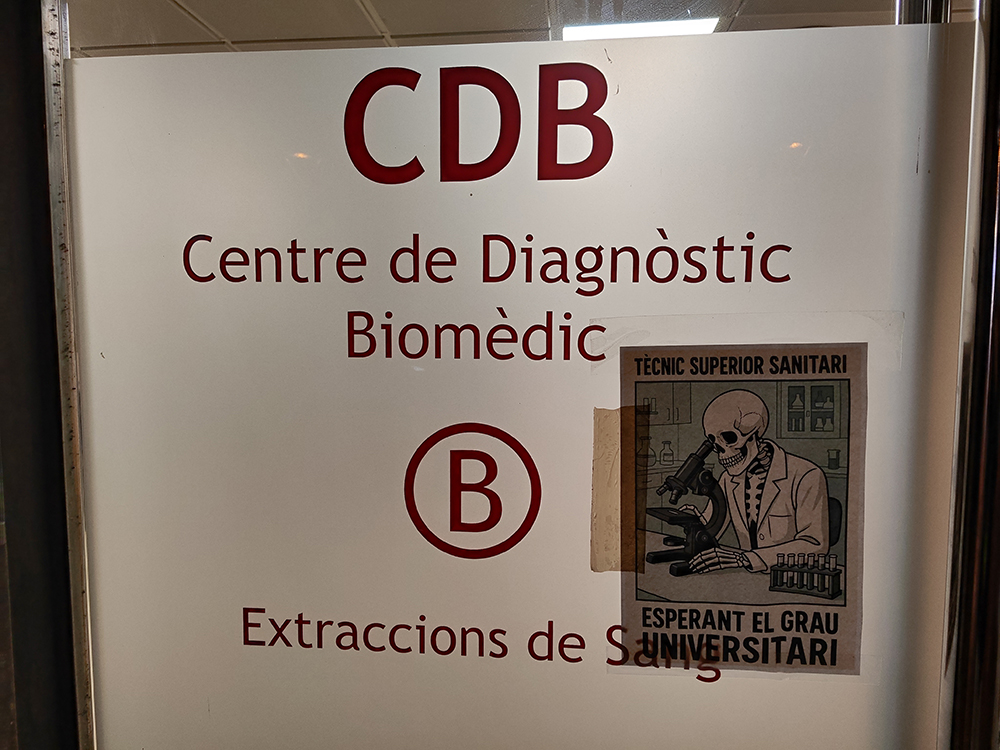 CDB
Centre de Diagnòstic
Biomèdic
B
Extraccions de Sang
TÈCNIC SUPERIOR SANITARI
ESPERANT EL GRAU
UNIVERSITARI